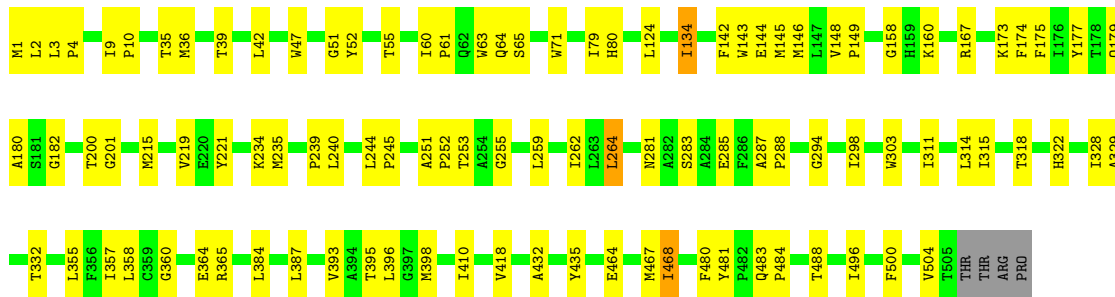 M1 L2 L3 P4 I9 P10 T35 M36 T39 L42 W47 G51 Y52 T55 I60 P61 Q62 W63 Q64 S65 W71 I79 H80 L124 I134 F142 W143 E144 M145 M146 L147 V148 P149 G158 H159 K160 R167 K173 F174 F175 I176 Y177 T178 Q179
A180 S181 G182 T200 G201 M215 V219 E220 Y221 K234 M235 P239 L240 L244 P245 A251 P252 T253 A254 G255 L259 I262 L263 L264 N281 A282 S283 A284 E285 F286 A287 P288 G294 I298 W303 I311 L314 I315 T318 H322 I328 A329
T332 L355 F356 I357 L358 C359 G360 E364 R365 L384 L387 V393 A394 T395 L396 G397 M398 I410 V418 A432 Y435 E464 M467 I468 F480 Y481 P482 Q483 P484 T488 I496 F500 V504 T505 THR THR ARG PRO